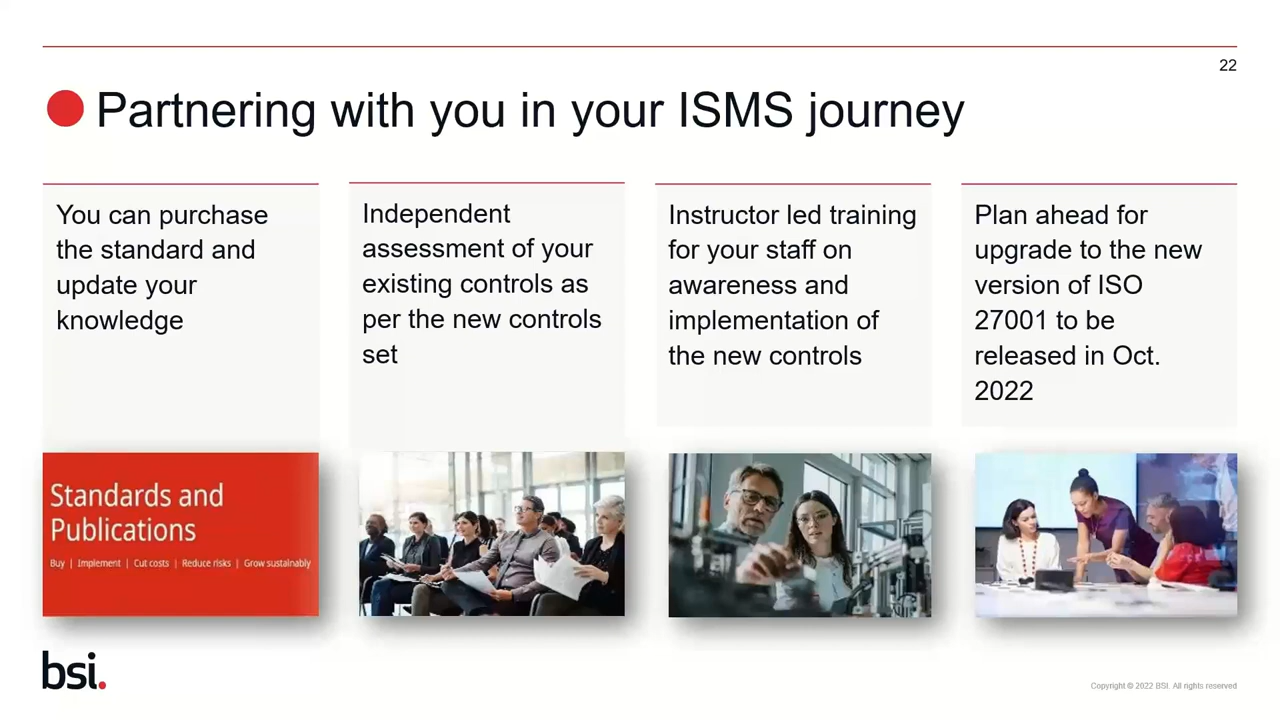 22
Partnering with you in your ISMS journey
You can purchase
the standard and
update your
knowledge
Independent
assessment of your
existing controls as
per the new controls
set
Instructor led training
for your staff on
awareness and
implementation of
the new controls
Plan ahead for
upgrade to the new
version of ISO
27001 to be
released in Oct.
2022
Standards and
Publications
Buy | Implement | Cut costs | Reduce risks | Grow sustainably
bsi.
Copyright © 2022 BSI. All rights reserved